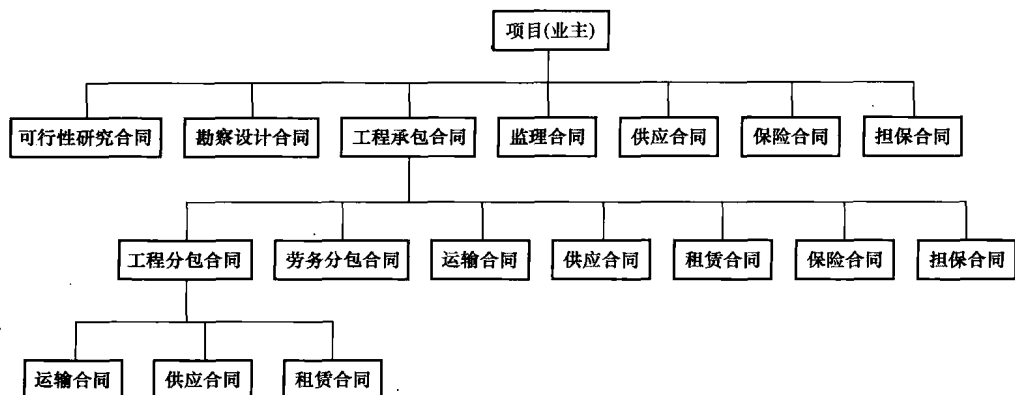 项目(业主)
可行性研究合同
勘察设计合同
工程承包合同
监理合同
供应合同
保险合同
担保合同
工程分包合同
劳务分包合同
运输合同
供应合同
租赁合同
保险合同
担保合同
运输合同
供应合同
租赁合同